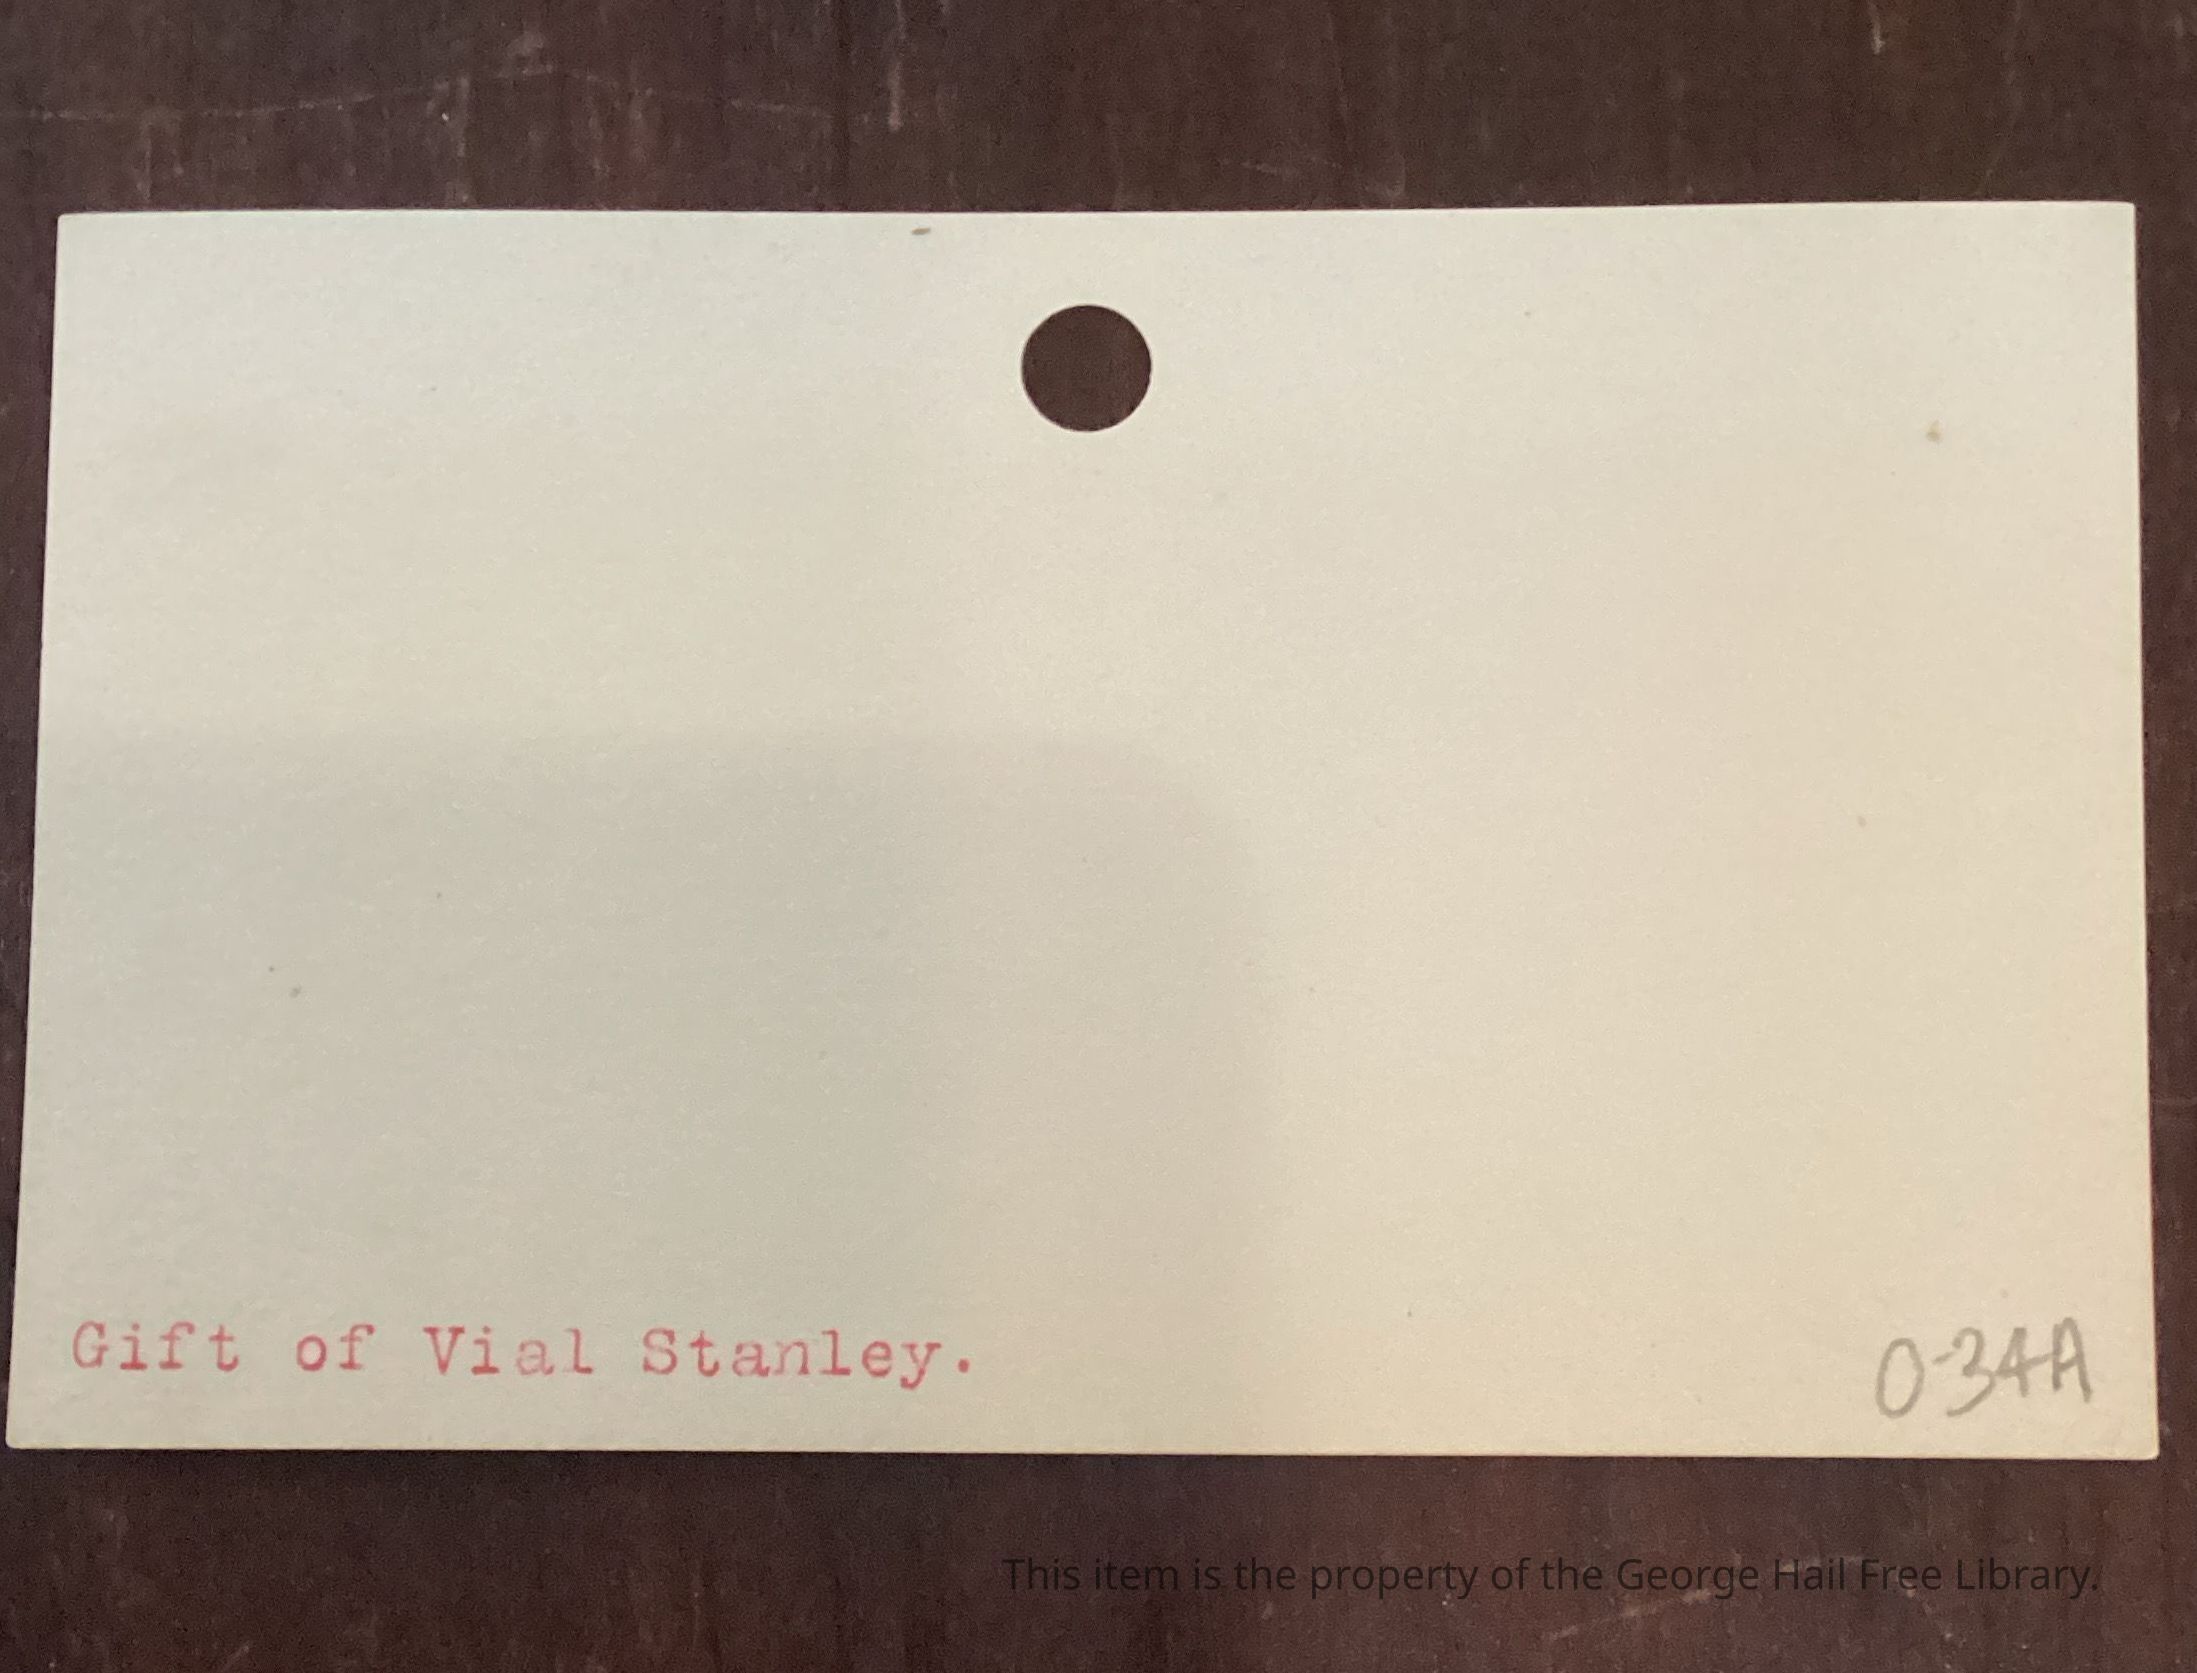 Gift of Vial Stanley.
0-34A
This item is the property of the George Hail Free Library.